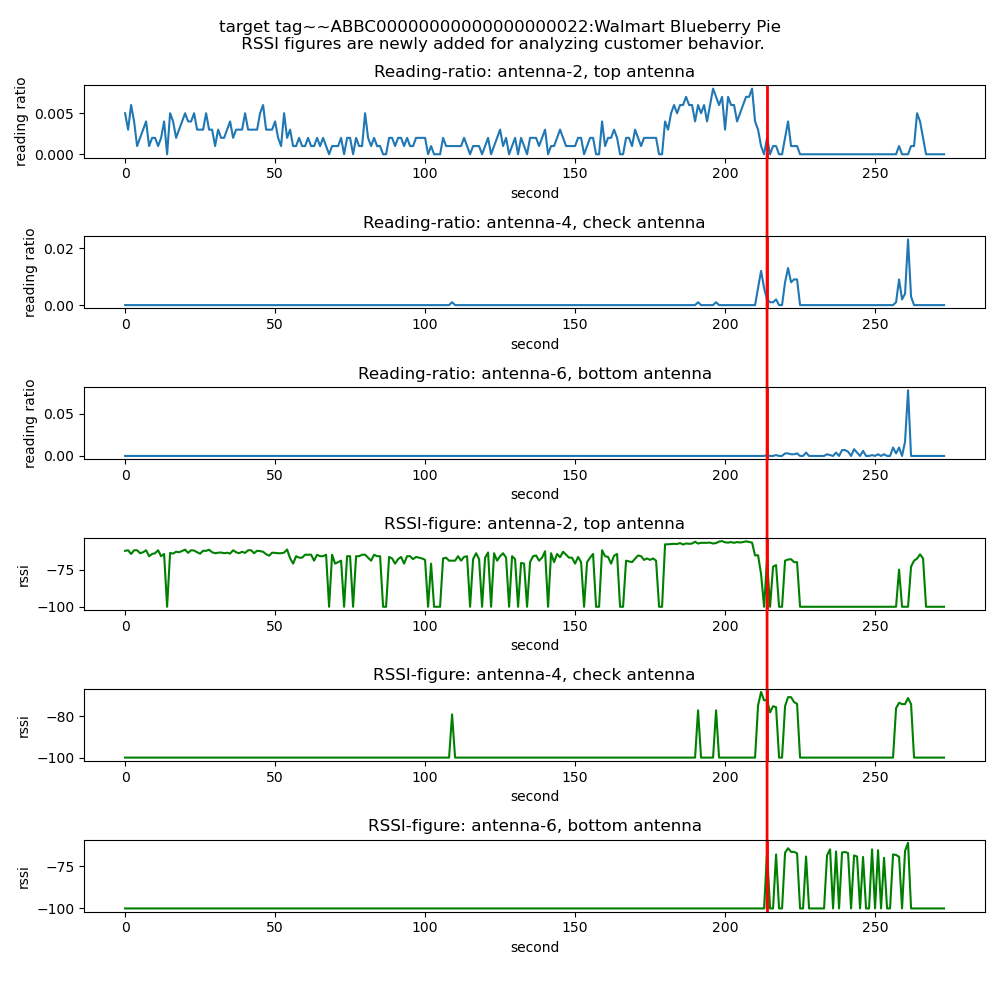 target tag~~ABBC00000000000000000022:Walmart Blueberry Pie
RSSI figures are newly added for analyzing customer behavior.
Reading-ratio: antenna-2, top antenna
reading ratio
0.005
0.000
0 50 100 150 200 250
second
Reading-ratio: antenna-4, check antenna
reading ratio
0.02
0.00
0 50 100 150 200 250
second
Reading-ratio: antenna-6, bottom antenna
reading ratio
0.05
0.00
0 50 100 150 200 250
second
RSSI-figure: antenna-2, top antenna
rssi
−75
−100
0 50 100 150 200 250
second
RSSI-figure: antenna-4, check antenna
rssi
−80
−100
0 50 100 150 200 250
second
RSSI-figure: antenna-6, bottom antenna
rssi
−75
−100
0 50 100 150 200 250
second